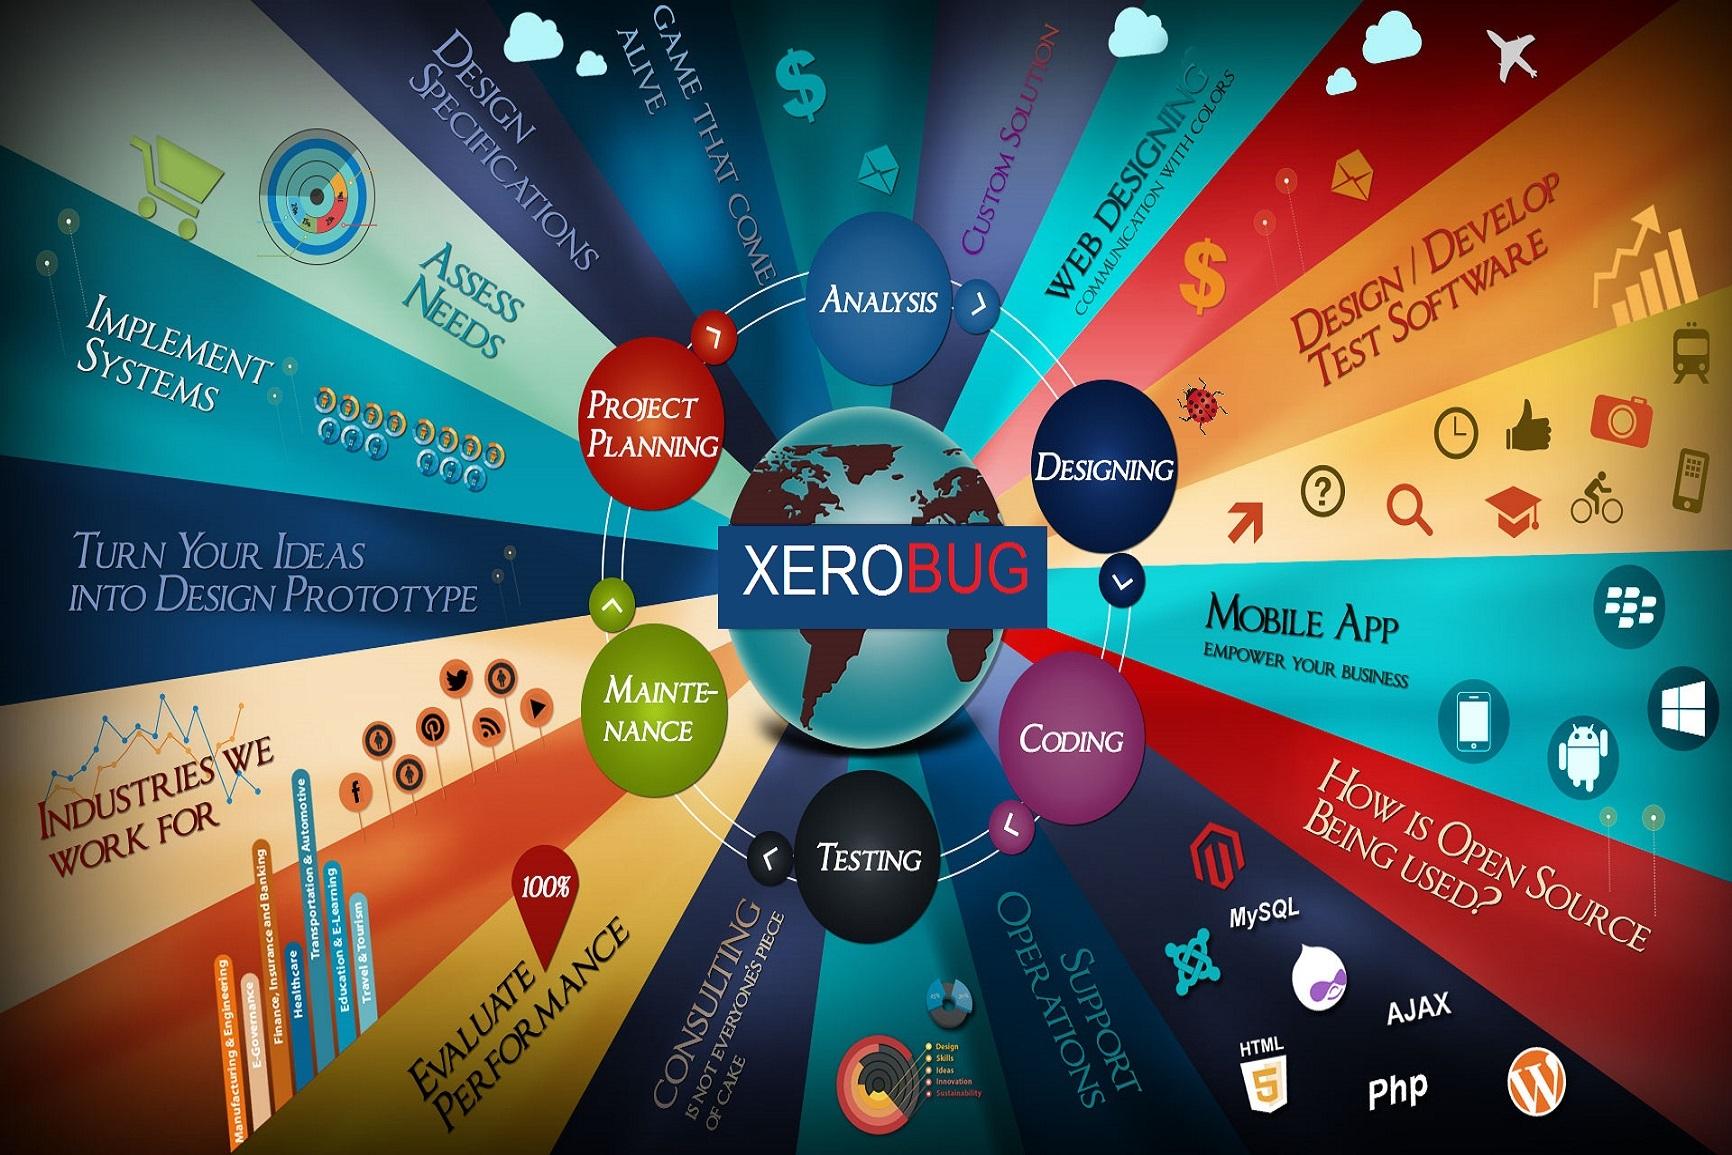 DESIGN
SPECIFICATIONS
GAME THAT COME
ALIVE
CUSTOM SOLUTION
WEB DESIGNING
COMMUNICATION WITH COLORS
DESIGN / DEVELOP
TEST SOFTWARE
ASSESS
NEEDS
IMPLEMENT
SYSTEMS
TURN YOUR IDEAS
INTO DESIGN PROTOTYPE
ANALYSIS
PROJECT
PLANNING
DESIGNING
XEROBUG
MAINTE-
NANCE
CODING
TESTING
MOBILE APP
EMPOWER YOUR BUSINESS
HOW IS OPEN SOURCE
BEING USED?
INDUSTRIES WE
WORK FOR
Manufacturing & Engineering
E-Governance
Finance, Insurance and Banking
Healthcare
Transportation & Automotive
Education & E-Learning
Travel & Tourism
100%
EVALUATE
PERFORMANCE
CONSULTING
IS NOT EVERYONE'S PIECE
OF CAKE
Design
Skills
Ideas
Innovation
Sustainability
SUPPORT
OPERATIONS
MySQL
AJAX
HTML
5
Php